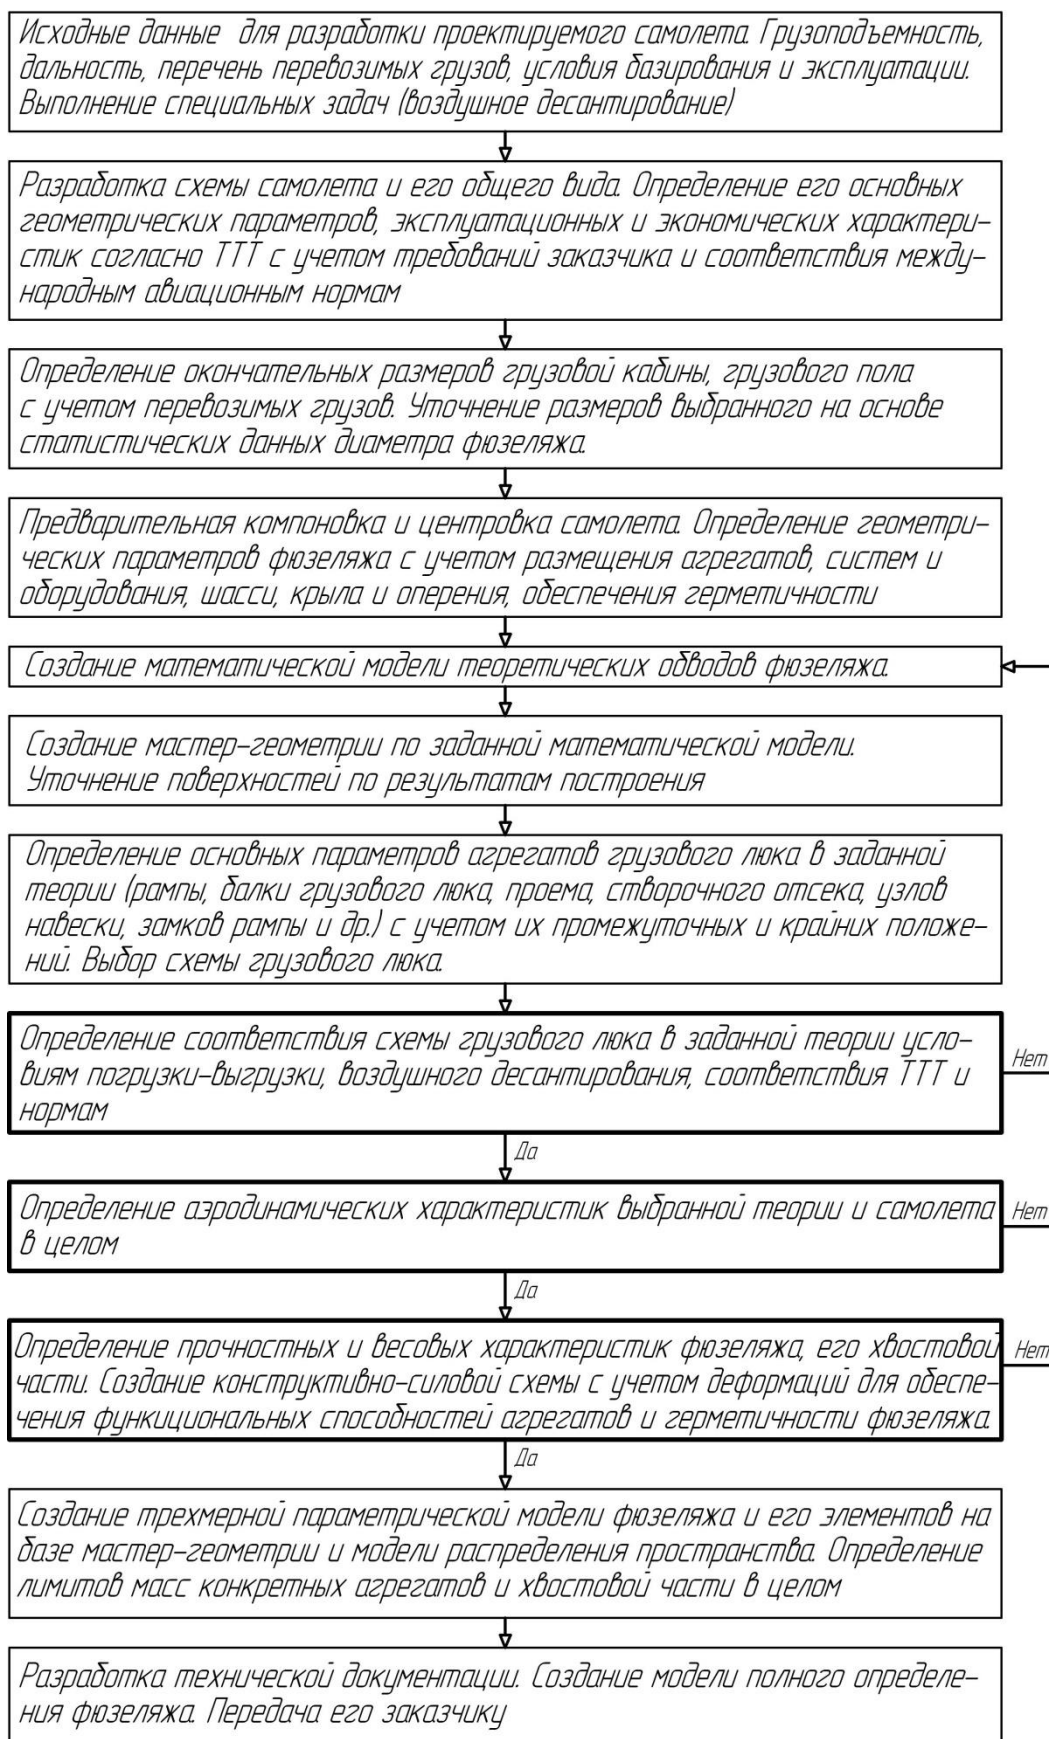 Исходные данные для разработки проектируемого самолета. Грузоподъемность,
дальность, перечень перевозимых грузов, условия базирования и эксплуатации.
Выполнение специальных задач (воздушное десантирование)
Разработка схемы самолета и его общего вида. Определение его основных
геометрических параметров, эксплуатационных и экономических характери-
стик согласно ТТТ с учетом требований заказчика и соответствия между-
народным авиационным нормам
Определение окончательных размеров грузовой кабины, грузового пола
с учетом перевозимых грузов. Уточнение размеров выбранного на основе
статистических данных диаметра фюзеляжа.
Предварительная компоновка и центровка самолета. Определение геометри-
ческих параметров фюзеляжа с учетом размещения агрегатов, систем и
оборудования, шасси, крыла и оперения, обеспечения герметичности
Создание математической модели теоретических обводов фюзеляжа.
Создание мастер-геометрии по заданной математической модели.
Уточнение поверхностей по результатам построения
Определение основных параметров агрегатов грузового люка в заданной
теории (рампы, балки грузового люка, проема, створочного отсека, узлов
навески, замков рампы и др.) с учетом их промежуточных и крайних положе-
ний. Выбор схемы грузового люка.
Определение соответствия схемы грузового люка в заданной теории усло-
виям погрузки-выгрузки, воздушного десантирования, соответствия ТТТ и
нормам
Нет
Да
Определение аэродинамических характеристик выбранной теории и самолета
в целом
Нет
Да
Определение прочностных и весовых характеристик фюзеляжа, его хвостовой
части. Создание конструктивно-силовой схемы с учетом деформаций для обеспе-
чения функициональных способностей агрегатов и герметичности фюзеляжа
Нет
Да
Создание трехмерной параметрической модели фюзеляжа и его элементов на
базе мастер-геометрии и модели распределения пространства. Определение
лимитов масс конкретных агрегатов и хвостовой части в целом
Разработка технической документации. Создание модели полного определе-
ния фюзеляжа. Передача его заказчику